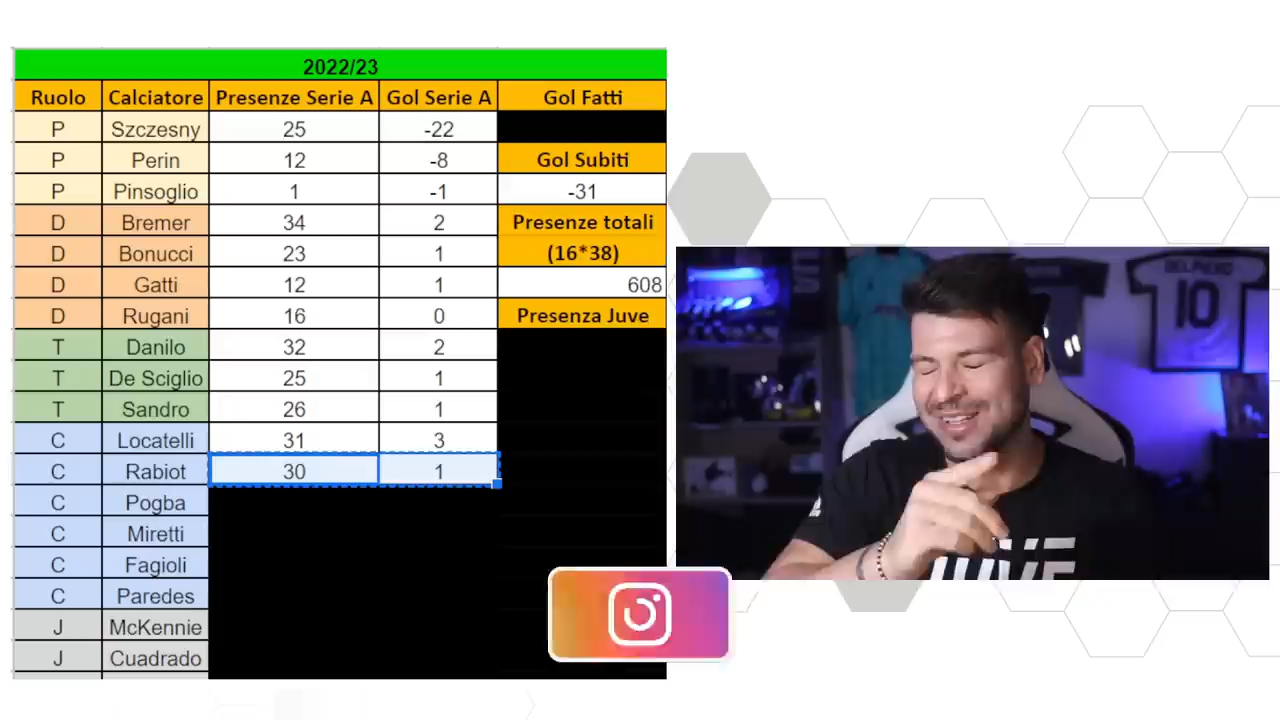 2022/23
Ruolo Calciatore Presenze Serie A Gol Serie A Gol Fatti
P Szczesny 25 -22
P Perin 12 -8 Gol Subiti
P Pinsoglio 1 -1 -31
D Bremer 34 2 Presenze totali
D Bonucci 23 1 (16*38)
D Gatti 12 1 608
D Rugani 16 0 Presenza Juve
T Danilo 32 2
T De Sciglio 25 1
T Sandro 26 1
C Locatelli 31 3
C Rabiot 30 1
C Pogba
C Miretti
C Fagioli
C Paredes
J McKennie
J Cuadrado
DEL PIERO
10
JUVE